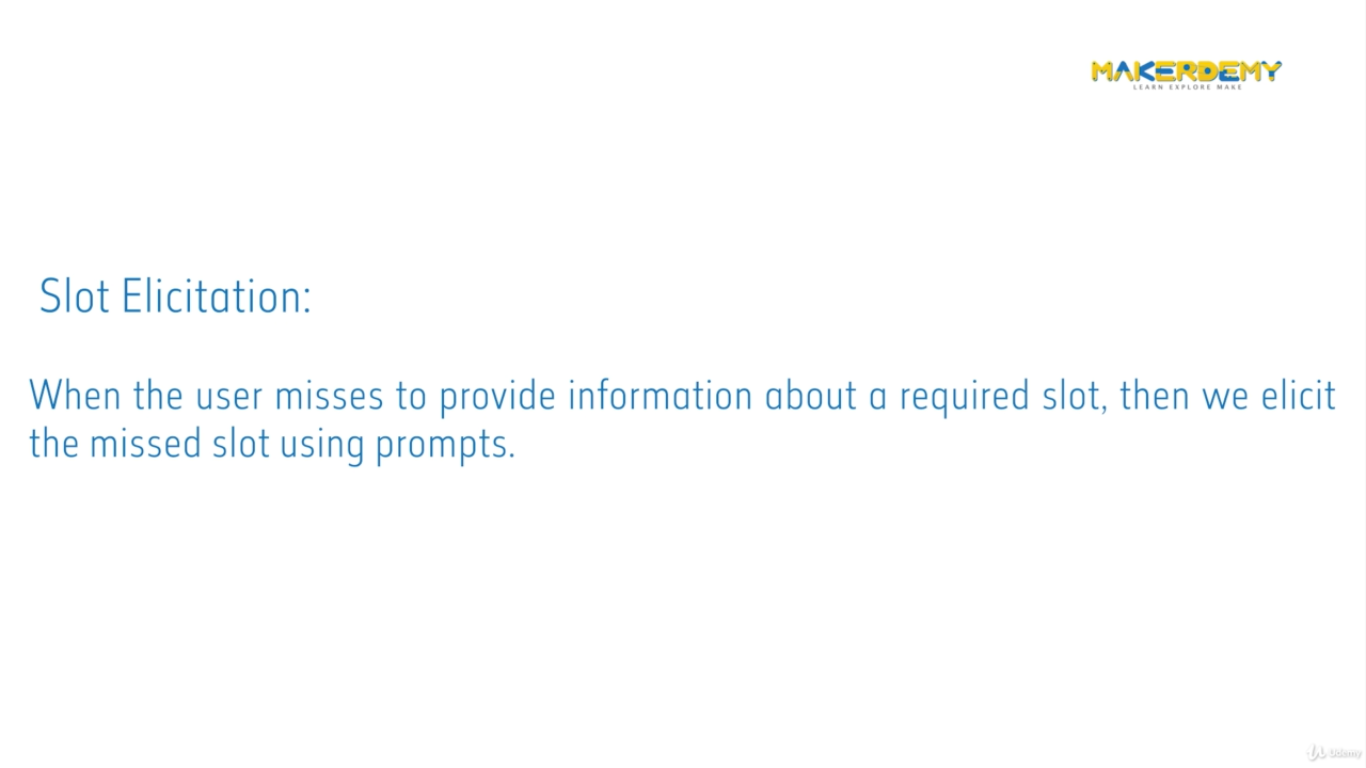 MAKERDEMY
LEARN EXPLORE MAKE
Slot Elicitation:
When the user misses to provide information about a required slot, then we elicit
the missed slot using prompts.
Udemy